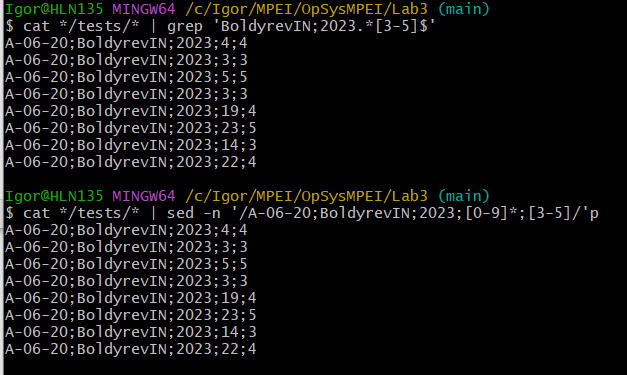 Igor@HLN135 MINGW64 /c/Igor/MPEI/OpSysMPEI/Lab3 (main)
$ cat */tests/* | grep 'BoldyrevIN;2023.*[3-5]$'
A-06-20;BoldyrevIN;2023;4;4
A-06-20;BoldyrevIN;2023;3;3
A-06-20;BoldyrevIN;2023;5;5
A-06-20;BoldyrevIN;2023;3;3
A-06-20;BoldyrevIN;2023;19;4
A-06-20;BoldyrevIN;2023;23;5
A-06-20;BoldyrevIN;2023;14;3
A-06-20;BoldyrevIN;2023;22;4
Igor@HLN135 MINGW64 /c/Igor/MPEI/OpSysMPEI/Lab3 (main)
$ cat */tests/* | sed -n '/A-06-20;BoldyrevIN;2023;[0-9]*;[3-5]/'p
A-06-20;BoldyrevIN;2023;4;4
A-06-20;BoldyrevIN;2023;3;3
A-06-20;BoldyrevIN;2023;5;5
A-06-20;BoldyrevIN;2023;3;3
A-06-20;BoldyrevIN;2023;19;4
A-06-20;BoldyrevIN;2023;23;5
A-06-20;BoldyrevIN;2023;14;3
A-06-20;BoldyrevIN;2023;22;4